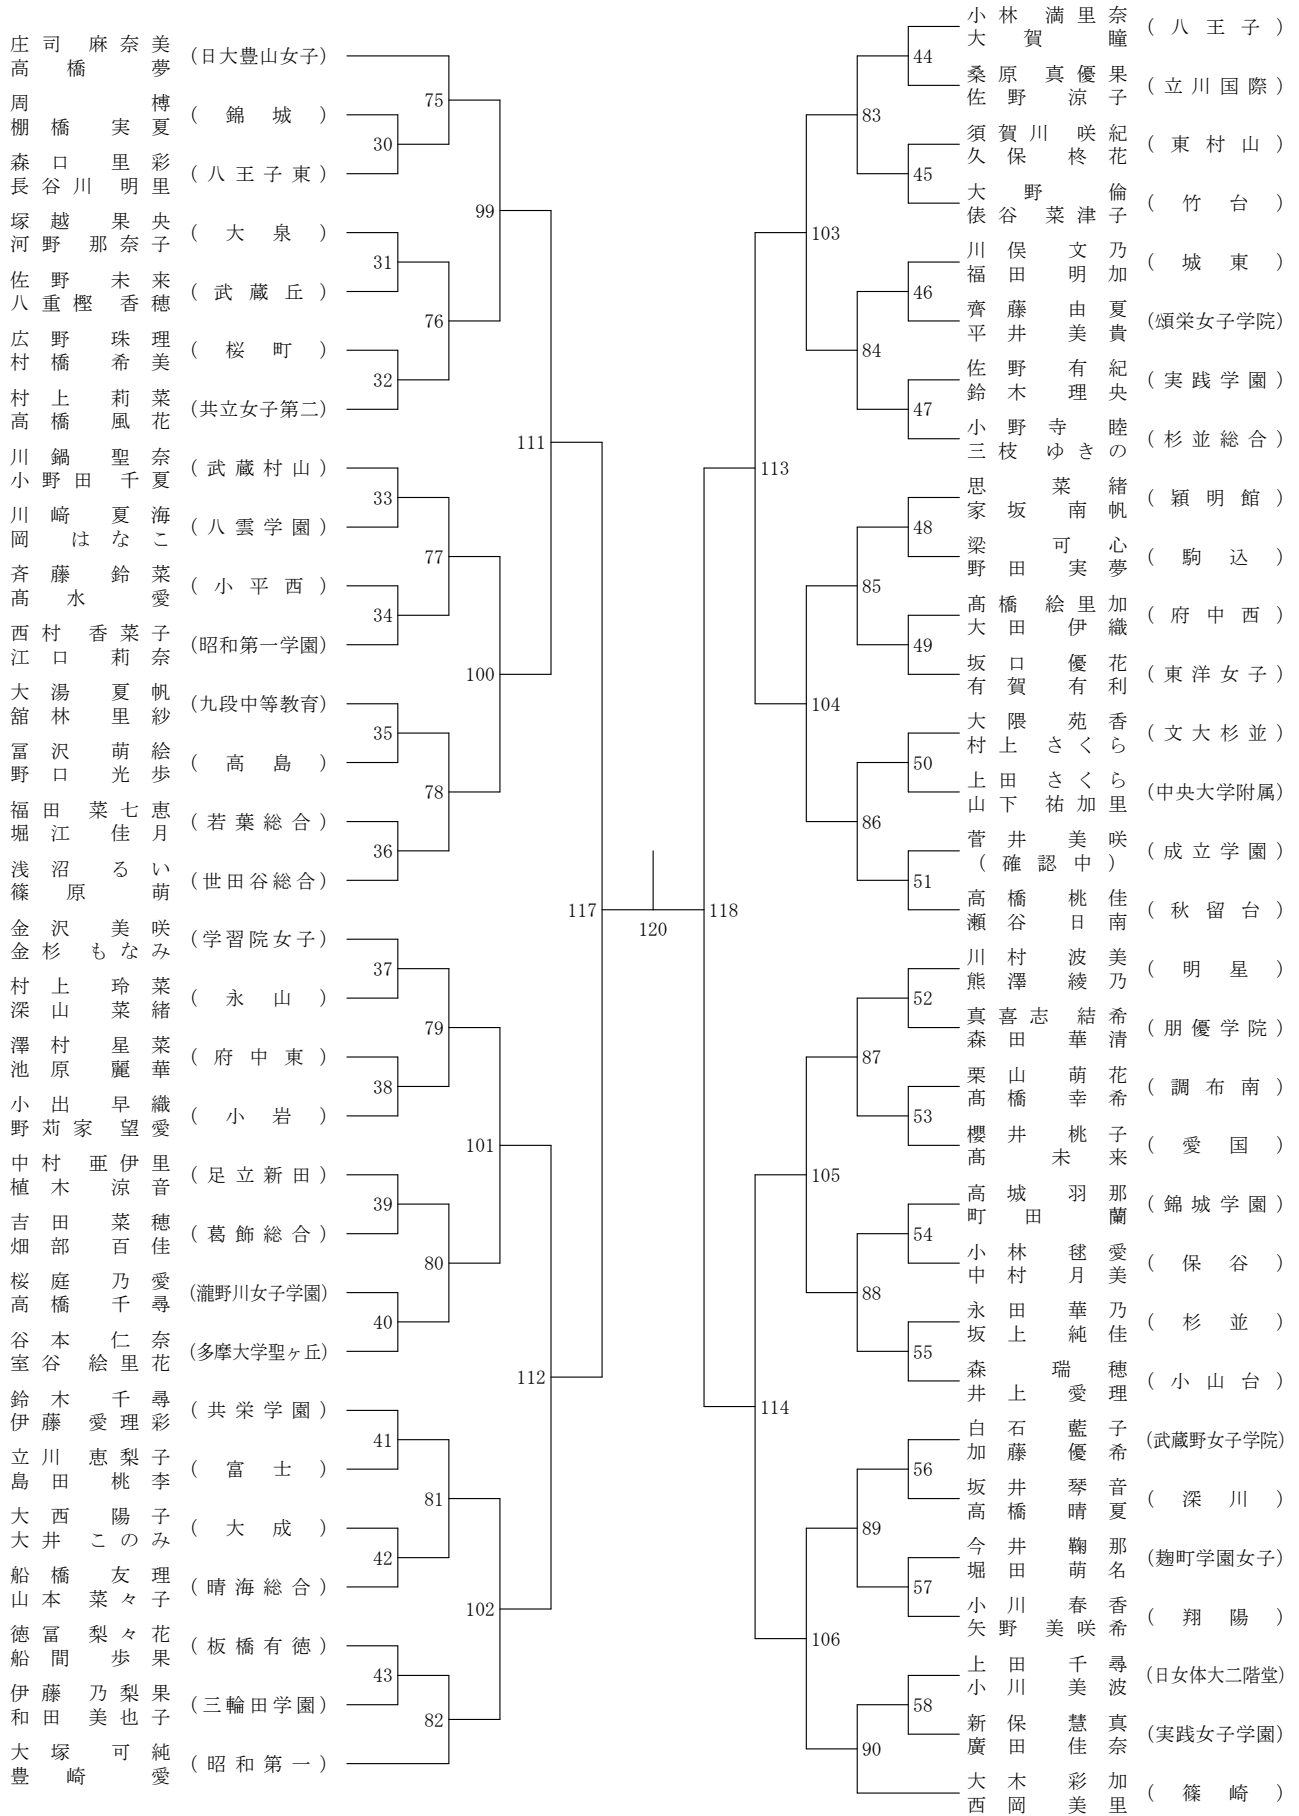 庄司 麻奈美
高橋 夢
(日大豊山女子)
周 槫
棚橋 実夏
(錦城)
森口 里彩
長谷川 明里
(八王子東)
塚越 果央
河野 那奈子
(大泉)
佐野 未来
八重樫 香穂
(武蔵丘)
広野 珠理
村橋 希美
(桜町)
村上 莉菜
高橋 風花
(共立女子第二)
川鍋 聖奈
小野田 千夏
(武蔵村山)
川﨑 夏海
岡 はなこ
(八雲学園)
斉藤 鈴菜
髙水 愛
(小平西)
西村 香菜子
江口 莉奈
(昭和第一学園)
大湯 夏帆
舘林 里紗
(九段中等教育)
冨沢 萌絵
野口 光歩
(高島)
福田 菜七恵
堀江 佳月
(若葉総合)
浅沼 るい
篠原 萌
(世田谷総合)
金沢 美咲
金杉 もなみ
(学習院女子)
村上 玲菜
深山 菜緒
(永山)
澤村 星菜
池原 麗華
(府中東)
小出 早織
野苅家 望愛
(小岩)
中村 亜伊里
植木 涼音
(足立新田)
吉田 菜穂
畑部 百佳
(葛飾総合)
桜庭 乃愛
高橋 千尋
(瀧野川女子学園)
谷本 仁奈
室谷 絵里花
(多摩大学聖ヶ丘)
鈴木 千尋
伊藤 愛理彩
(共栄学園)
立川 恵梨子
島田 桃李
(富士)
大西 陽子
大井 このみ
(大成)
船橋 友理
山本 菜々子
(晴海総合)
徳冨 梨々花
船間 歩果
(板橋有徳)
伊藤 乃梨果
和田 美也子
(三輪田学園)
大塚 可純
豊崎 愛
(昭和第一)
30
31
32
33
34
35
36
37
38
39
40
41
42
43
75
76
77
78
79
80
81
82
99
100
101
102
111
112
117
120
118
113
114
103
104
105
106
83
84
85
86
87
88
89
90
44
45
46
47
48
49
50
51
52
53
54
55
56
57
58
小林 満里奈
大賀 瞳
(八王子)
桑原 真優果
佐野 涼子
(立川国際)
須賀川 咲紀
久保 柊花
(東村山)
大野 倫
俵谷 菜津子
(竹台)
川俣 文乃
福田 明加
(城東)
齊藤 由夏
平井 美貴
(頌栄女子学院)
佐野 有紀
鈴木 理央
(実践学園)
小野寺 睦
三枝 ゆきの
(杉並総合)
思 菜緒
家坂 南帆
(穎明館)
梁 可心
野田 実夢
(駒込)
髙橋 絵里加
大田 伊織
(府中西)
坂口 優花
有賀 有利
(東洋女子)
大隈 苑香
村上 さくら
(文大杉並)
上田 さくら
山下 祐加里
(中央大学附属)
菅井 美咲
(確認中)
(成立学園)
高橋 桃佳
瀬谷 日南
(秋留台)
川村 波美
熊澤 綾乃
(明星)
真喜志 結希
森田 華清
(朋優学院)
栗山 萌花
髙橋 幸希
(調布南)
櫻井 桃子
髙 未来
(愛国)
高城 羽那
町田 蘭
(錦城学園)
小林 毬愛
中村 月美
(保谷)
永田 華乃
坂上 純佳
(杉並)
森 瑞穂
井上 愛理
(小山台)
白石 藍子
加藤 優希
(武蔵野女子学院)
坂井 琴音
高橋 晴夏
(深川)
今井 鞠那
堀田 萌名
(麹町学園女子)
小川 春香
矢野 美咲希
(翔陽)
上田 千尋
小川 美波
(日女体大二階堂)
新保 慧真
廣田 佳奈
(実践女子学園)
大木 彩加
西岡 美里
(篠崎)